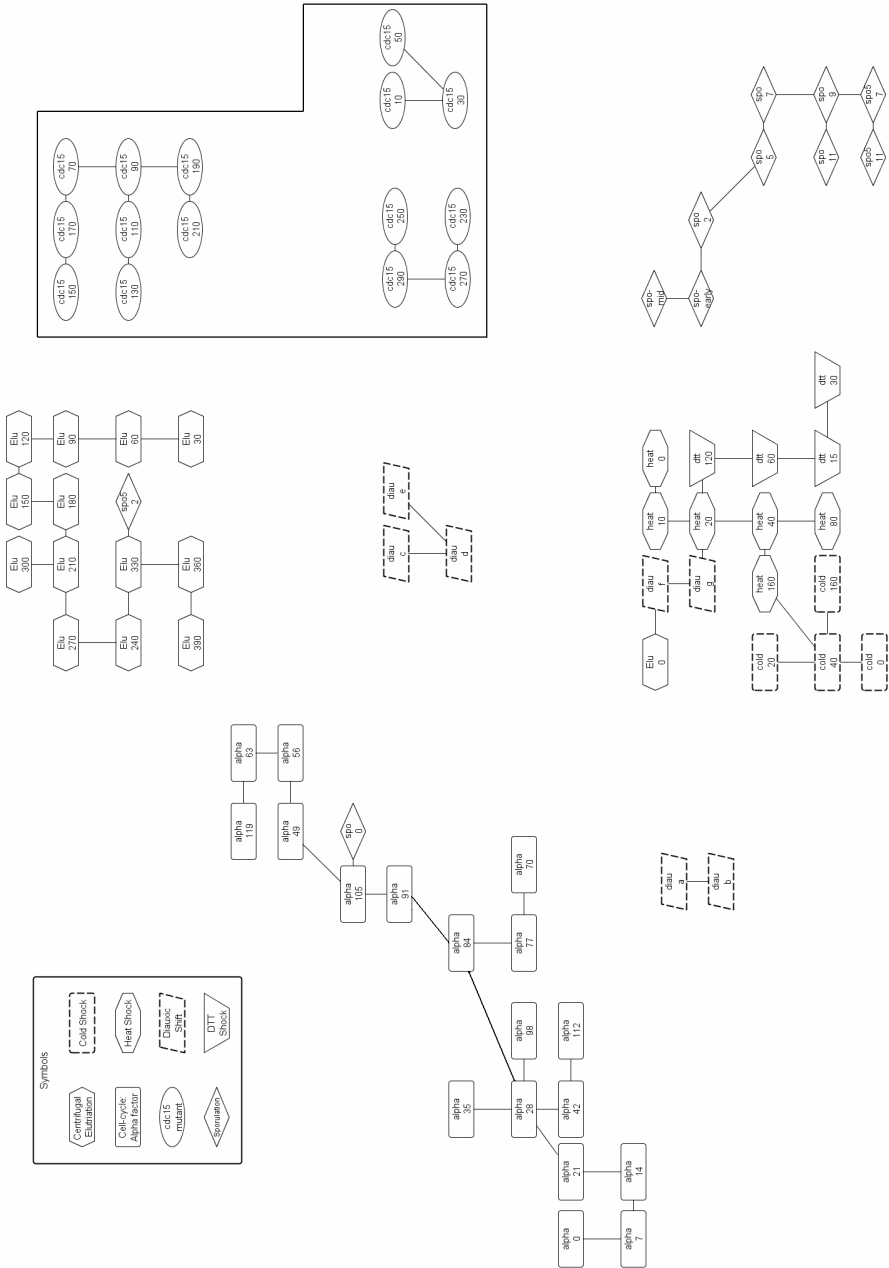 Symbols
Centrifugal
Elutriation
Cell-cycle:
Alpha factor
cdc15
mutant
Sporulation
Cold Shock
Heat Shock
Diauxic
Shift
DTT
Shock
alpha
0
alpha
7
alpha
14
alpha
21
alpha
35
alpha
28
alpha
42
alpha
98
alpha
112
alpha
84
alpha
77
alpha
70
alpha
91
alpha
105
spo
0
alpha
49
alpha
56
alpha
119
alpha
63
diau
a
diau
b
Elu
270
Elu
240
Elu
390
Elu
300
Elu
210
Elu
330
Elu
360
Elu
150
Elu
180
spo5
2
Elu
120
Elu
90
Elu
60
Elu
30
diau
c
diau
d
diau
e
Elu
0
cold
20
cold
40
cold
0
diau
f
diau
g
heat
160
cold
160
heat
10
heat
20
heat
40
heat
80
heat
0
dtt
120
dtt
60
dtt
15
dtt
30
cdc15
150
cdc15
130
cdc15
170
cdc15
110
cdc15
210
cdc15
70
cdc15
90
cdc15
190
cdc15
290
cdc15
270
cdc15
250
cdc15
230
cdc15
10
cdc15
30
cdc15
50
spo-
mid
spo-
early
spo
2
spo
5
spo
7
spo
11
spo
9
spo5
11
spo5
7